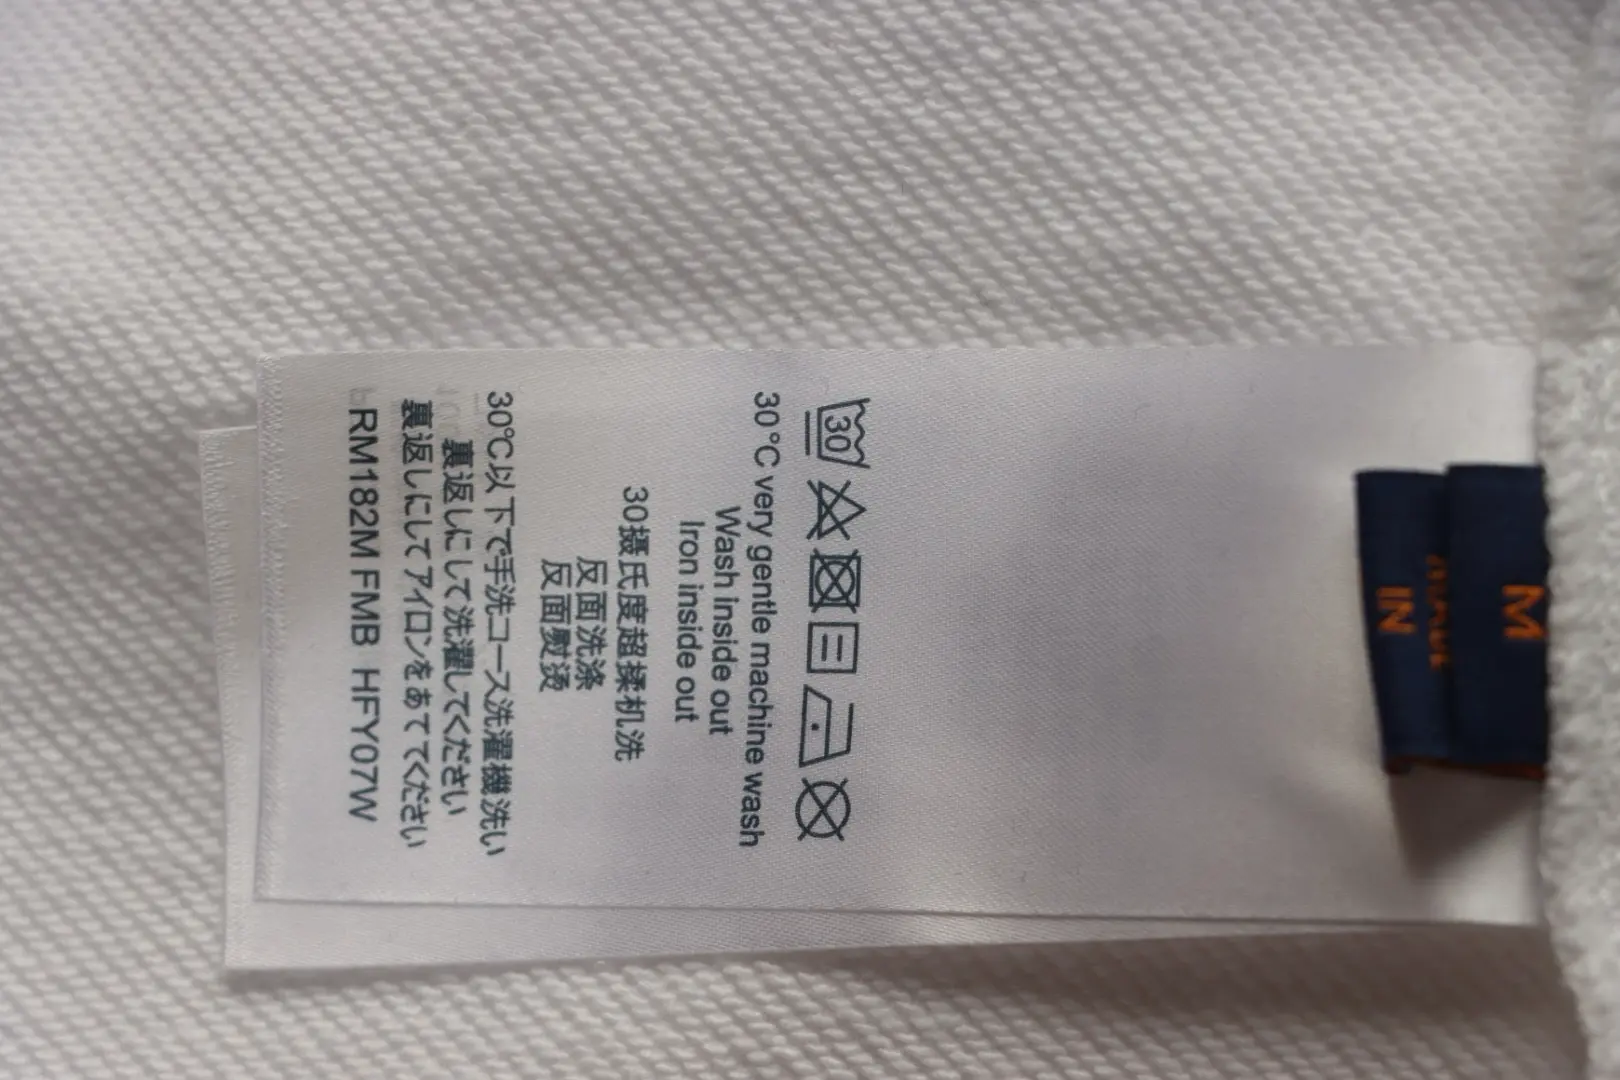 30
30°C very gentle machine wash
Wash inside out
Iron inside out
30摄氏度超揉机洗
反面洗涤
反面熨烫
30℃以下で手洗コース洗濯機洗い
裏返しにして洗濯してください
裏返しにしてアイロンをあててください
RM182M FMB HFY07W
M
IN